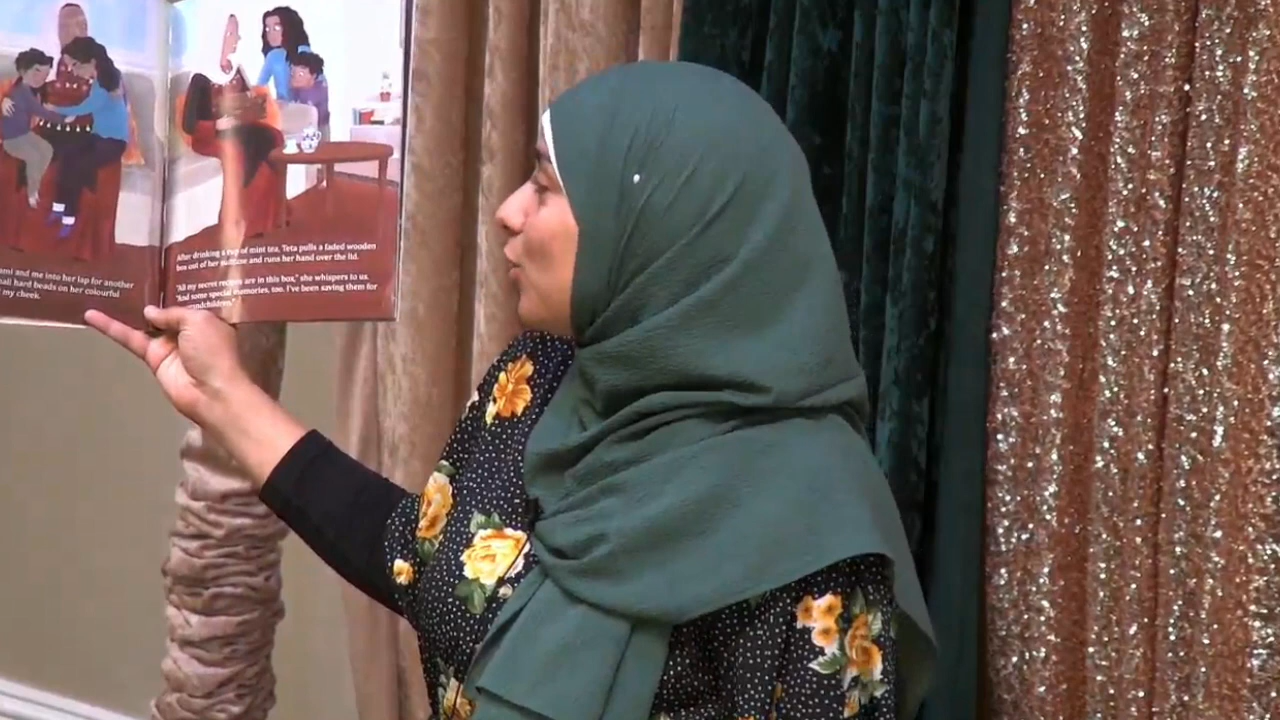 ami and me into her lap for another
all hard beads on her colourful
my cheek.
After drinking a cup of mint tea, Teta pulls a faded wooden
box out of her suitcase and runs her hand over the lid.
"All my secret recipes are in this box," she whispers to us.
"And some special memories, too. I've been saving them for
grandchildren."